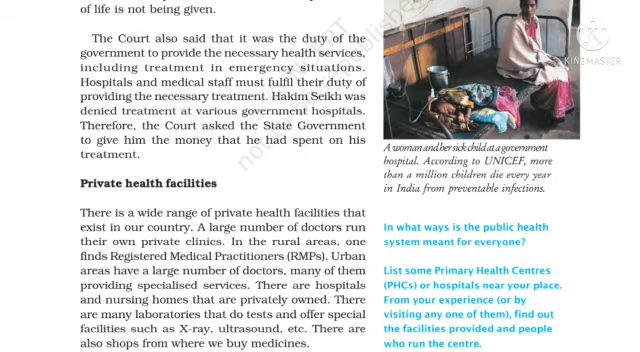 of life is not being given.
The Court also said that it was the duty of the
government to provide the necessary health services,
including treatment in emergency situations.
Hospitals and medical staff must fulfil their duty of
providing the necessary treatment. Hakim Seikh was
denied treatment at various government hospitals.
Therefore, the Court asked the State Government
to give him the money that he had spent on his
treatment.
Private health facilities
There is a wide range of private health facilities that
exist in our country. A large number of doctors run
their own private clinics. In the rural areas, one
finds Registered Medical Practitioners (RMPs). Urban
areas have a large number of doctors, many of them
providing specialised services. There are hospitals
and nursing homes that are privately owned. There
are many laboratories that do tests and offer special
facilities such as X-ray, ultrasound, etc. There are
also shops from where we buy medicines.
KINEMASTER
A woman and her sick child at a government
hospital. According to UNICEF, more
than a million children die every year
in India from preventable infections.
In what ways is the public health
system meant for everyone?
List some Primary Health Centres
(PHCs) or hospitals near your place.
From your experience (or by
visiting any one of them), find out
the facilities provided and people
who run the centre.